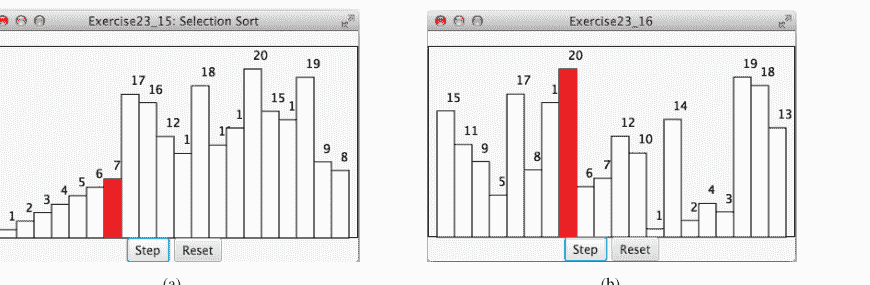 Exercise23_15: Selection Sort
1 2 3 4 5 6 7 17 16 12 1 18 1 1 20 15 1 19 9 8
Step Reset
(a)
Exercise23_16
15 11 9 5 17 8 1 20 6 7 12 10 1 14 2 4 3 19 18 13
Step Reset
(b)